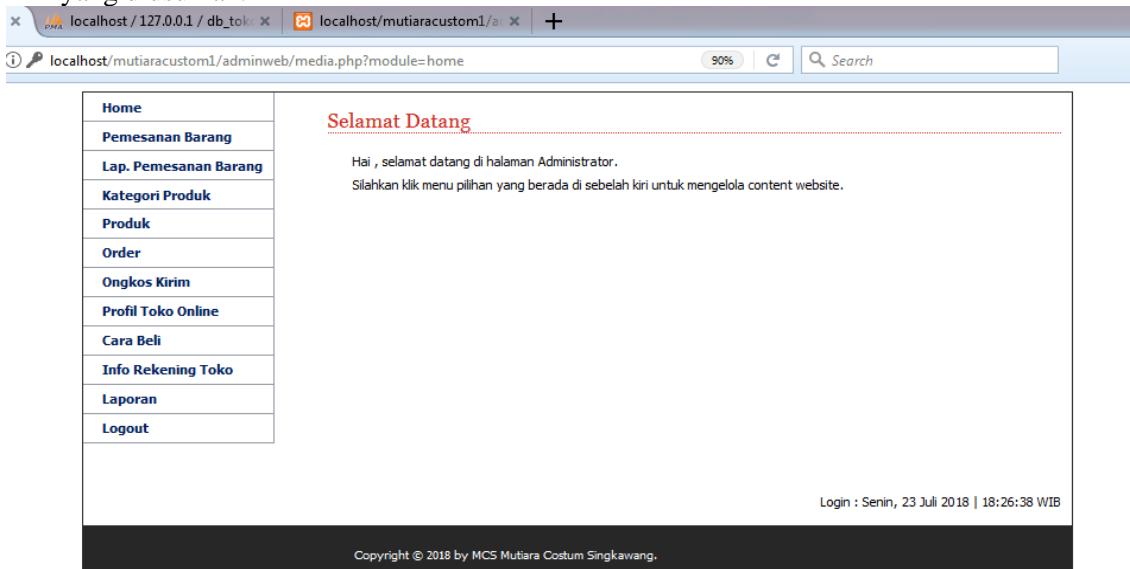 localhost / 127.0.0.1 / db_tok
localhost/mutiaracustom1/a
localhost/mutiaracustom1/adminweb/media.php?module=home
90%
Search
Home
Pemesanan Barang
Lap. Pemesanan Barang
Kategori Produk
Produk
Order
Ongkos Kirim
Profil Toko Online
Cara Beli
Info Rekening Toko
Laporan
Logout
Selamat Datang
Hai , selamat datang di halaman Administrator.
Silahkan klik menu pilihan yang berada di sebelah kiri untuk mengelola content website.
Login : Senin, 23 Juli 2018 | 18:26:38 WIB
Copyright © 2018 by MCS Mutiara Costum Singkawang.